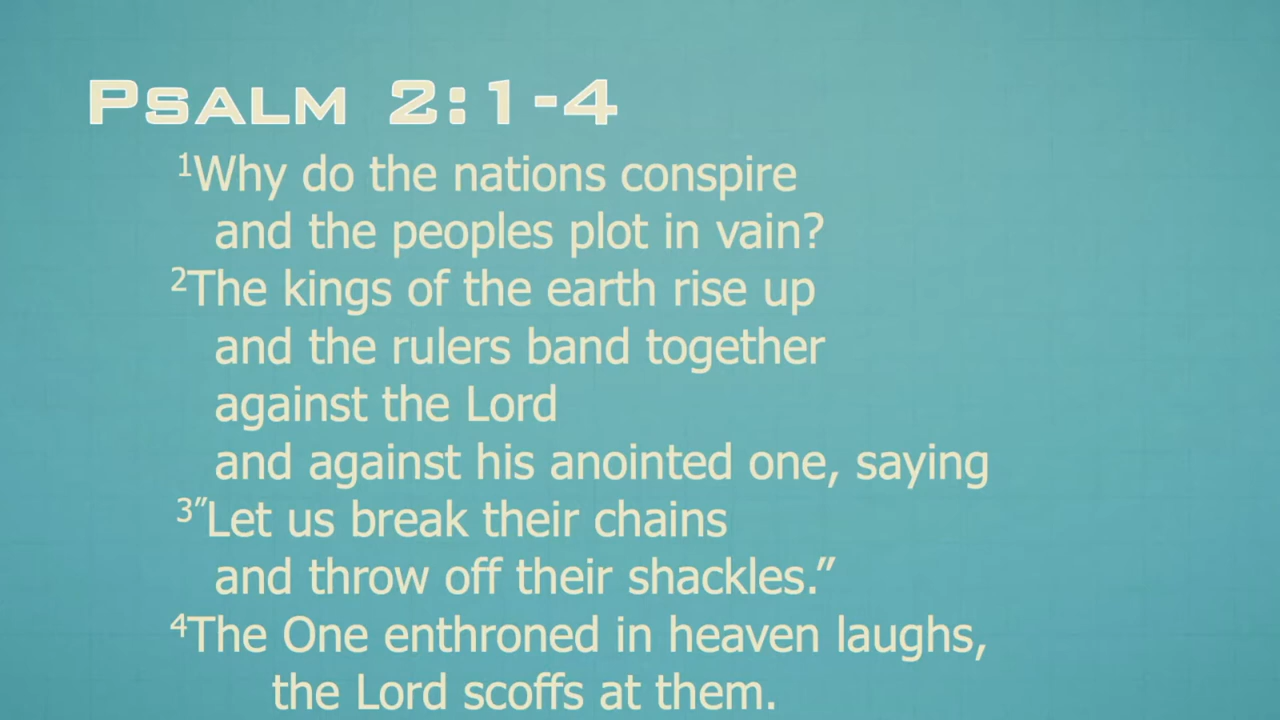 Psalm 2:1-4
¹Why do the nations conspire
and the peoples plot in vain?
²The kings of the earth rise up
and the rulers band together
against the Lord
and against his anointed one, saying
³”Let us break their chains
and throw off their shackles.”
⁴The One enthroned in heaven laughs,
the Lord scoffs at them.